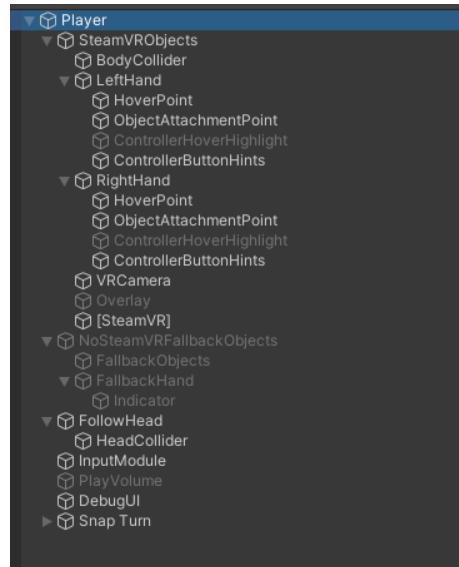 Player
SteamVRObjects
BodyCollider
LeftHand
HoverPoint
ObjectAttachmentPoint
ControllerHoverHighlight
ControllerButtonHints
RightHand
HoverPoint
ObjectAttachmentPoint
ControllerHoverHighlight
ControllerButtonHints
VRCamera
Overlay
[SteamVR]
NoSteamVRFallbackObjects
FallbackObjects
FallbackHand
Indicator
FollowHead
HeadCollider
InputModule
PlayVolume
DebugUI
Snap Turn